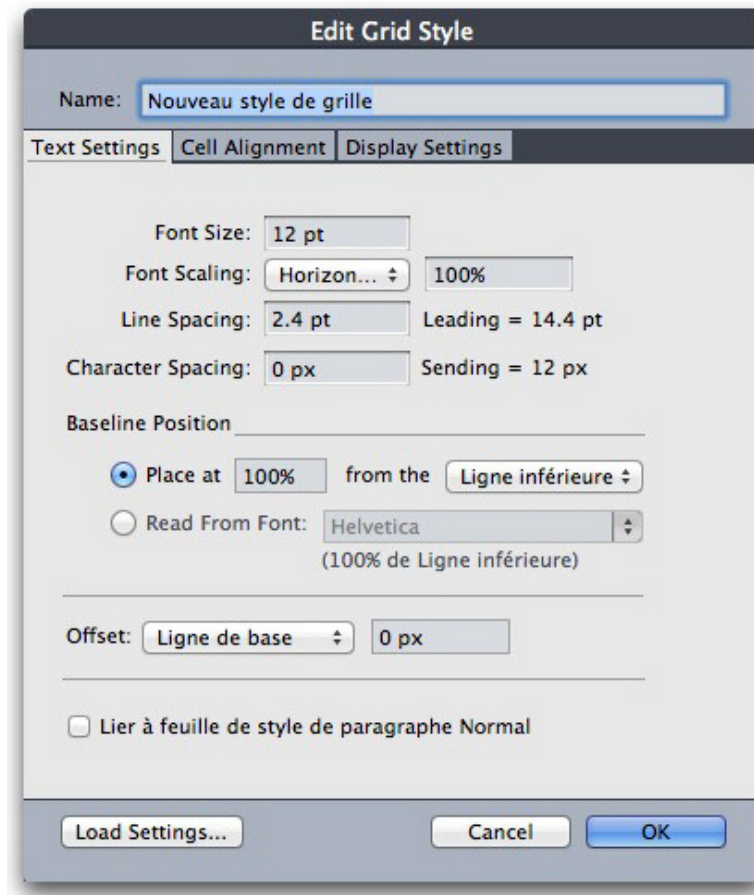 Edit Grid Style
Name: Nouveau style de grille
Text Settings Cell Alignment Display Settings
Font Size: 12 pt
Font Scaling: Horizon... 100%
Line Spacing: 2.4 pt Leading = 14.4 pt
Character Spacing: 0 px Sending = 12 px
Baseline Position
Place at 100% from the Ligne inférieure
Read From Font: Helvetica
(100% de Ligne inférieure)
Offset: Ligne de base 0 px
Lier à feuille de style de paragraphe Normal
Load Settings... Cancel OK